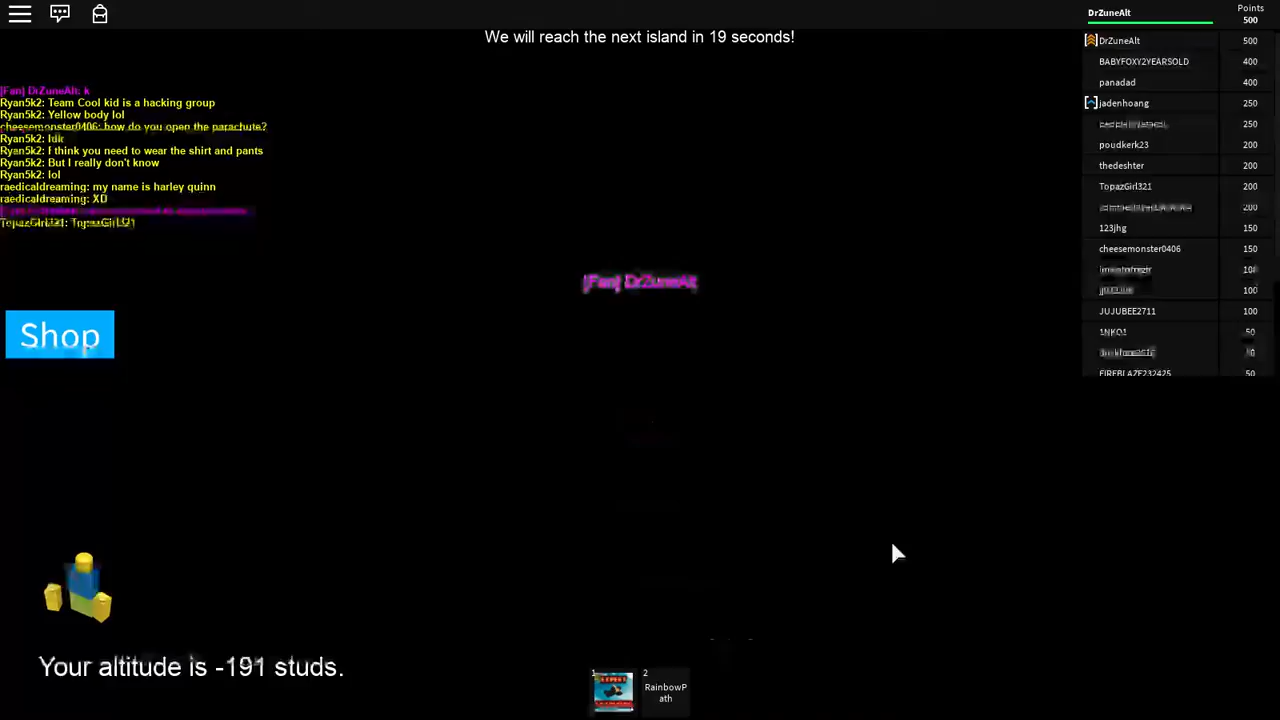 DrZuneAlt
Points
500
We will reach the next island in 19 seconds!
DrZuneAlt 500
BABYFOXY2YEARSOLD 400
panadad 400
jadenhoang 250
250
poudkerk23 200
thedeshter 200
TopazGirl321 200
200
123jhg 150
cheesemonster0406 150
100
JUJUBEE2711 100
1NKO1 50
FIREBLAZE232425 50
[Fan] DrZuneAlt: k
Ryan5k2: Team Cool kid is a hacking group
Ryan5k2: Yellow body lol
cheesemonster0406: how do you open the parachute?
Ryan5k2: Idk
Ryan5k2: I think you need to wear the shirt and pants
Ryan5k2: But I really don't know
Ryan5k2: lol
raedicaldreaming: my name is harley quinn
raedicaldreaming: XD
TopazGirl321: TopazGirl321
[Fan] DrZuneAlt
Shop
Your altitude is -191 studs.
1
2
RainbowP
ath